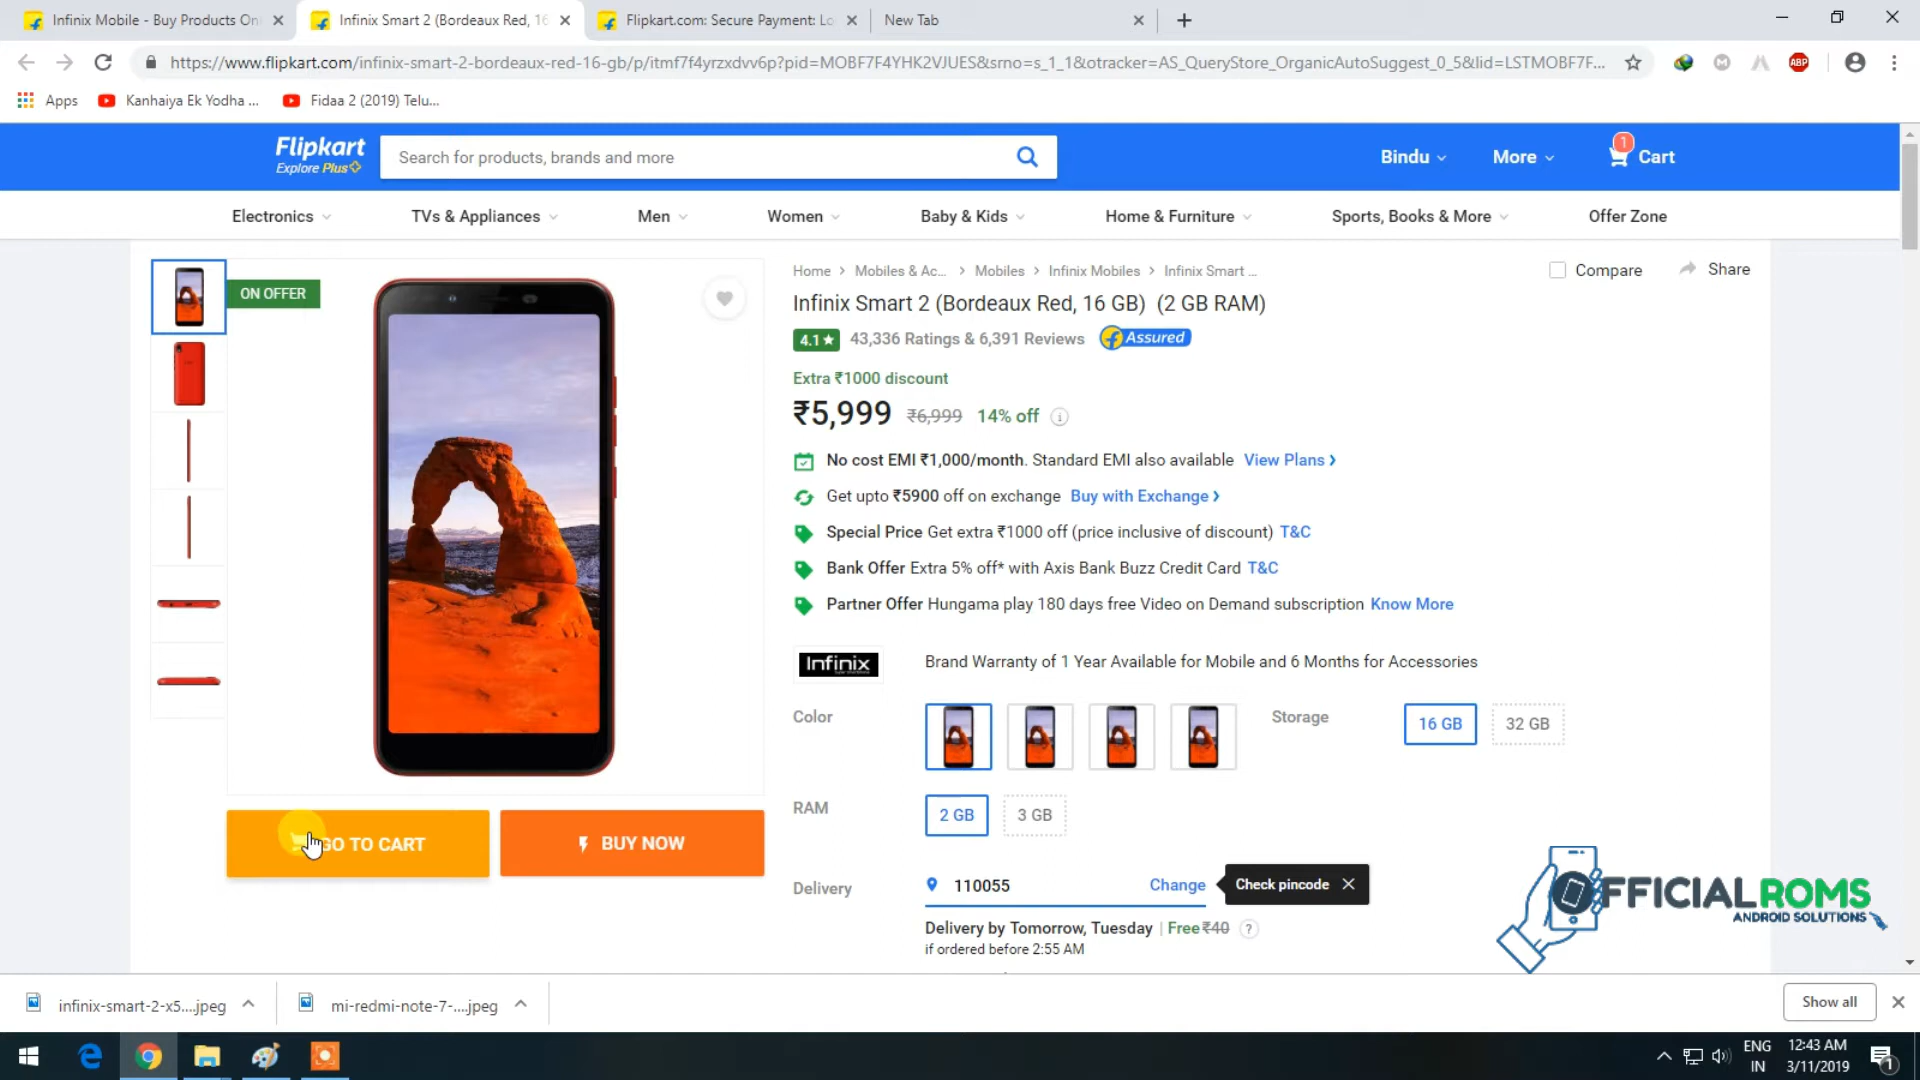 Infinix Mobile - Buy Products On
Infinix Smart 2 (Bordeaux Red, 16
Flipkart.com: Secure Payment: Lo
New Tab
https://www.flipkart.com/infinix-smart-2-bordeaux-red-16-gb/p/itmf7f4yrzxdvv6p?pid=MOBF7F4YHK2VJUES&srno=s_1_1&otracker=AS_QueryStore_OrganicAutoSuggest_0_5&lid=LSTMOBF7F...
ABP
Apps
Kanhaiya Ek Yodha ...
Fidaa 2 (2019) Telu...
Flipkart
Explore Plus
Search for products, brands and more
Bindu
More
1
Cart
Electronics
TVs & Appliances
Men
Women
Baby & Kids
Home & Furniture
Sports, Books & More
Offer Zone
ON OFFER
Home > Mobiles & Ac... > Mobiles > Infinix Mobiles > Infinix Smart ...
Compare
Share
Infinix Smart 2 (Bordeaux Red, 16 GB) (2 GB RAM)
4.1★ 43,336 Ratings & 6,391 Reviews Assured
Extra ₹1000 discount
₹5,999 ₹6,999 14% off
No cost EMI ₹1,000/month. Standard EMI also available View Plans >
Get upto ₹5900 off on exchange Buy with Exchange >
Special Price Get extra ₹1000 off (price inclusive of discount) T&C
Bank Offer Extra 5% off* with Axis Bank Buzz Credit Card T&C
Partner Offer Hungama play 180 days free Video on Demand subscription Know More
Infinix
Brand Warranty of 1 Year Available for Mobile and 6 Months for Accessories
Color
Storage
16 GB
32 GB
RAM
2 GB
3 GB
GO TO CART
BUY NOW
Delivery
110055
Change
Check pincode
Delivery by Tomorrow, Tuesday | Free ₹40 ?
if ordered before 2:55 AM
OFFICIALROMS
ANDROID SOLUTIONS
infinix-smart-2-x5....jpeg
mi-redmi-note-7-....jpeg
Show all
ENG
IN
12:43 AM
3/11/2019
1